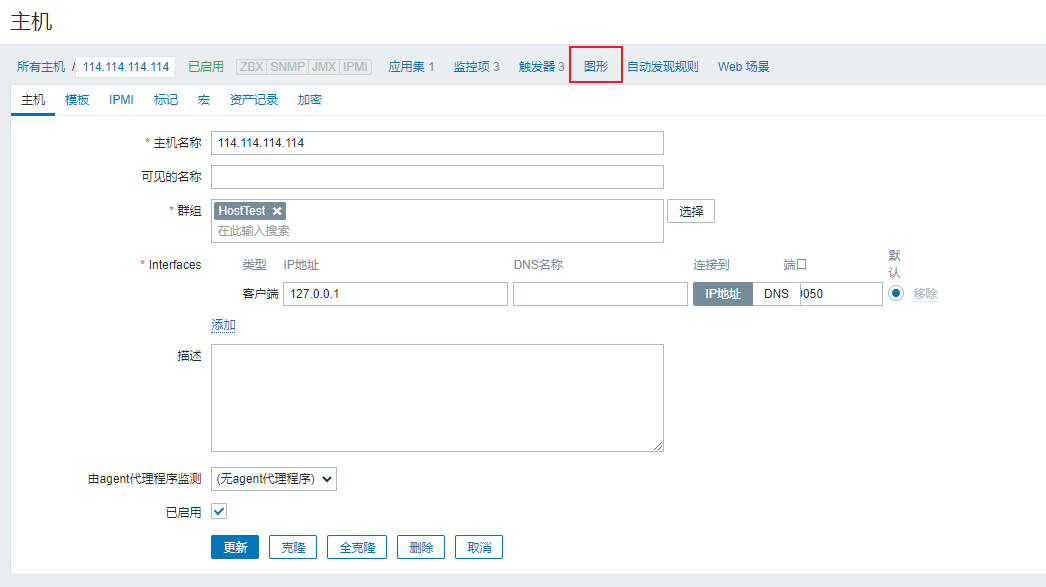 主机
所有主机 / 114.114.114.114 已启用 ZBX SNMP JMX IPMI 应用集 1 监控项 3 触发器 3 图形 自动发现规则 Web 场景
主机 模板 IPMI 标记 宏 资产记录 加密
* 主机名称 114.114.114.114
可见的名称
* 群组 HostTest ✕ 选择
在此输入搜索
* Interfaces 类型 IP地址 DNS名称 连接到 端口 默认
客户端 127.0.0.1 IP地址 DNS 0050 移除
添加
描述
由agent代理程序监测 (无agent代理程序)
已启用
更新 克隆 全克隆 删除 取消